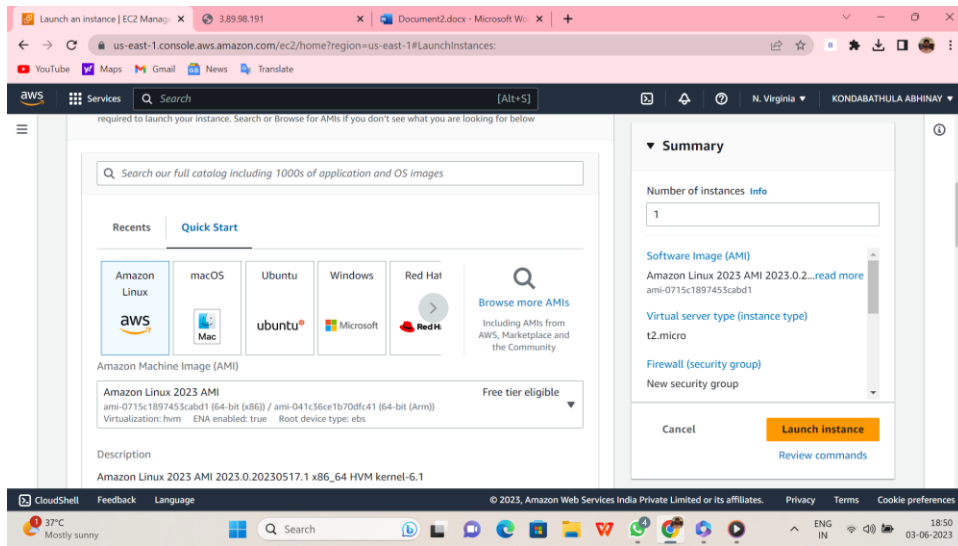 Launch an instance | EC2 Manag
3.89.98.191
Document2.docx - Microsoft Wo
us-east-1.console.aws.amazon.com/ec2/home?region=us-east-1#LaunchInstances:
YouTube Maps Gmail News Translate
aws Services Search [Alt+S] N. Virginia ▼ KONDABATHULA ABHINAY ▼
required to launch your instance. Search or Browse for AMIs if you don't see what you are looking for below
Search our full catalog including 1000s of application and OS images
Recents Quick Start
Amazon Linux
aws
macOS
Mac
Ubuntu
ubuntu®
Windows
Microsoft
Red Hat
Red H
Browse more AMIs
Including AMIs from
AWS, Marketplace and
the Community
Amazon Machine Image (AMI)
Amazon Linux 2023 AMI Free tier eligible
ami-0715c1897453cabd1 (64-bit (x86)) / ami-041c36ce1b70dfc41 (64-bit (Arm))
Virtualization: hvm ENA enabled: true Root device type: ebs
Description
Amazon Linux 2023 AMI 2023.0.20230517.1 x86_64 HVM kernel-6.1
▼ Summary
Number of instances Info
1
Software Image (AMI)
Amazon Linux 2023 AMI 2023.0.2...read more
ami-0715c1897453cabd1
Virtual server type (instance type)
t2.micro
Firewall (security group)
New security group
Cancel Launch instance
Review commands
CloudShell Feedback Language © 2023, Amazon Web Services India Private Limited or its affiliates. Privacy Terms Cookie preferences
1 37°C
Mostly sunny
Search
4
ENG
IN
18:50
03-06-2023